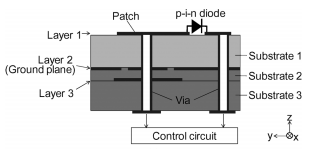 Patch
p-i-n diode
Layer 1
Layer 2
(Ground plane)
Layer 3
Substrate 1
Substrate 2
Substrate 3
Via
Control circuit
z
y
x